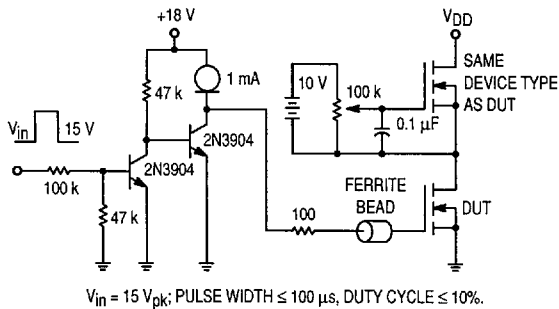 +18 V
V_DD
47 k
1 mA
SAME
DEVICE TYPE
AS DUT
10 V
100 k
0.1 µF
V_in
15 V
2N3904
2N3904
100 k
47 k
FERRITE
BEAD
100
DUT
V_in = 15 V_pk; PULSE WIDTH ≤ 100 µs, DUTY CYCLE ≤ 10%.